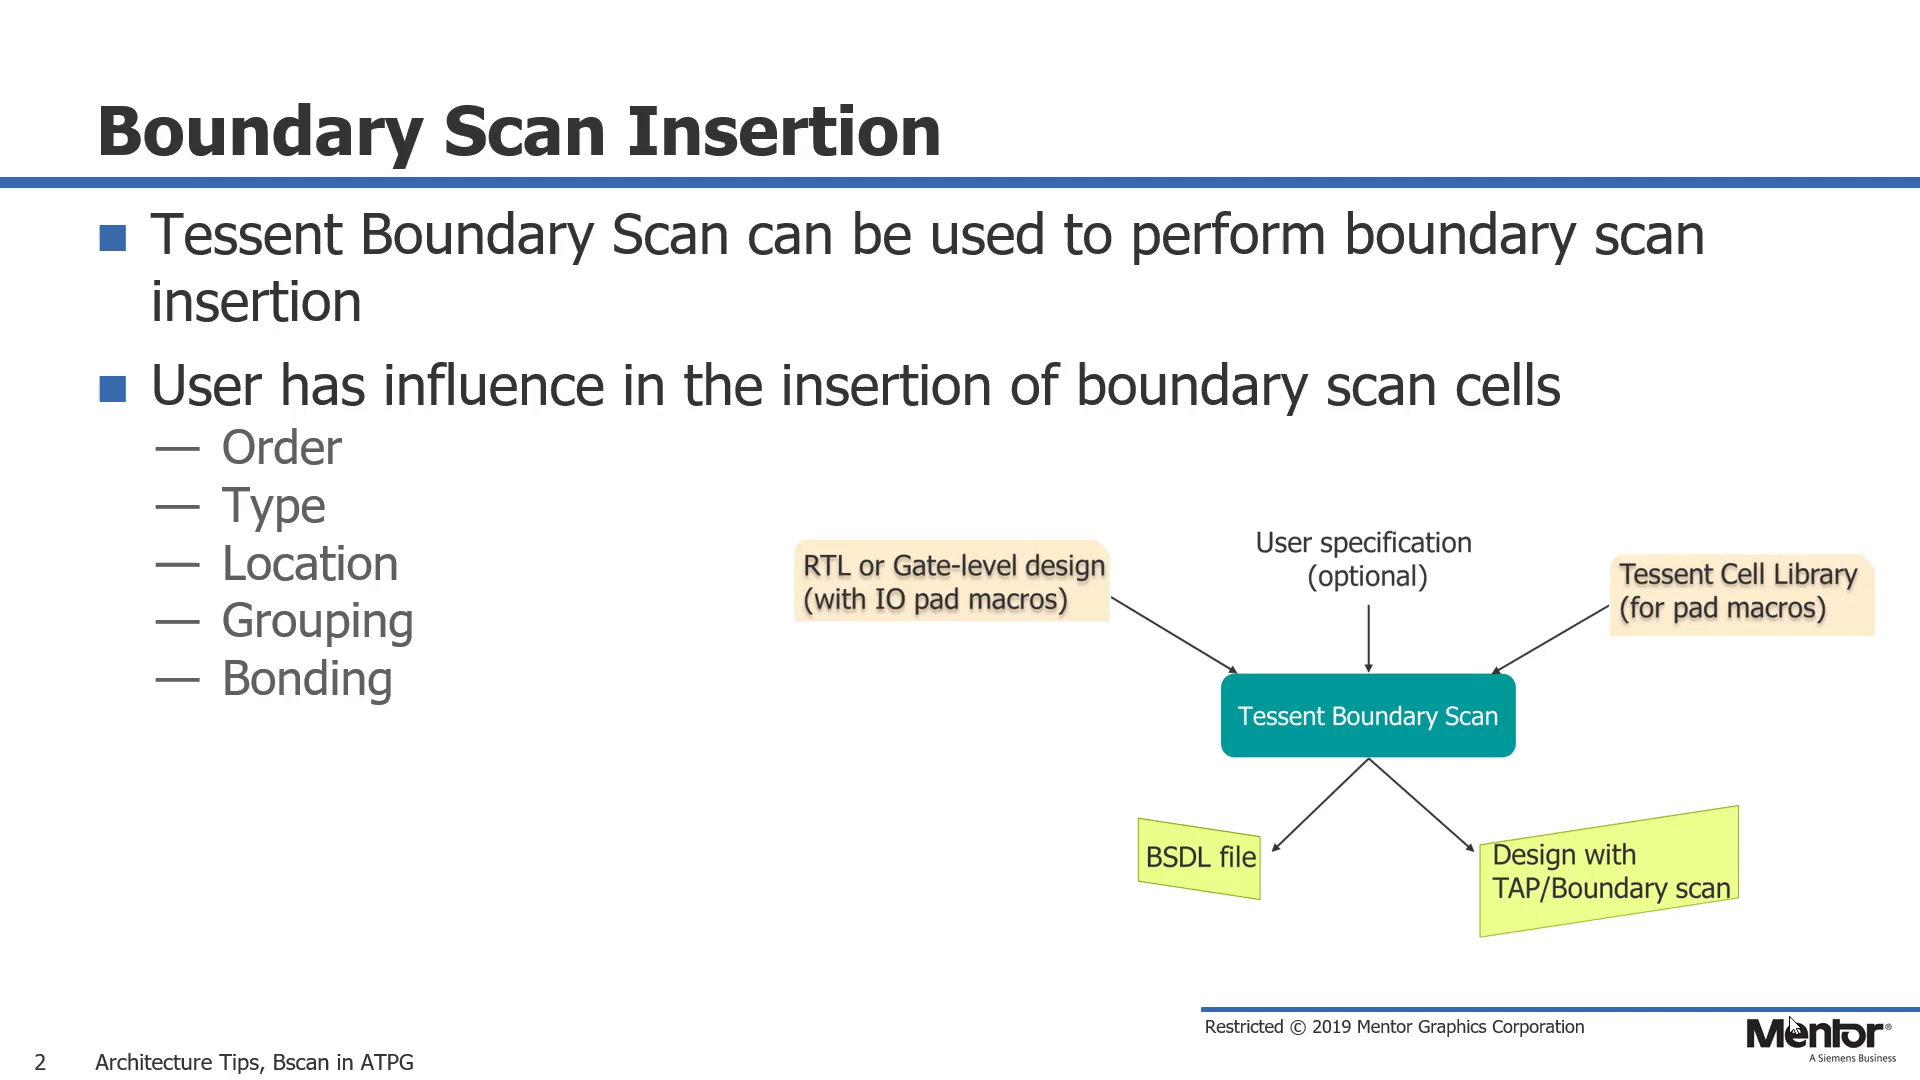 Boundary Scan Insertion
■ Tessent Boundary Scan can be used to perform boundary scan
insertion
■ User has influence in the insertion of boundary scan cells
— Order
— Type
— Location
— Grouping
— Bonding
RTL or Gate-level design
(with IO pad macros)
User specification
(optional)
Tessent Cell Library
(for pad macros)
Tessent Boundary Scan
BSDL file
Design with
TAP/Boundary scan
Restricted © 2019 Mentor Graphics Corporation
Mentor®
A Siemens Business
2 Architecture Tips, Bscan in ATPG